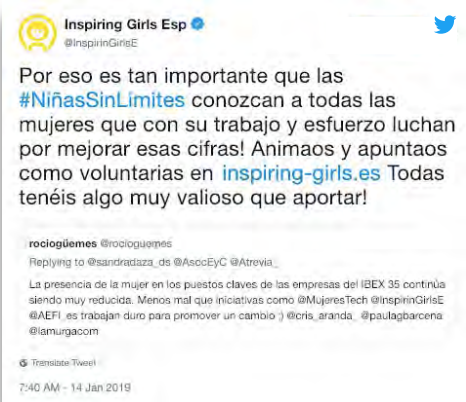 Inspiring Girls Esp
@InspirinGirlsE
Por eso es tan importante que las
#NiñasSinLímites conozcan a todas las
mujeres que con su trabajo y esfuerzo luchan
por mejorar esas cifras! Animaos y apuntaos
como voluntarias en inspiring-girls.es Todas
tenéis algo muy valioso que aportar!
rociogüemes @rocioguemes
Replying to @sandradaza_ds @AsocEyC @Atrevia_
La presencia de la mujer en los puestos claves de las empresas del IBEX 35 continúa
siendo muy reducida. Menos mal que iniciativas como @MujeresTech @InspirinGirlsE
@AEFI_es trabajan duro para promover un cambio :) @cris_aranda_ @paulagbarcena
@lamurgacom
Translate Tweet
7:40 AM - 14 Jan 2019